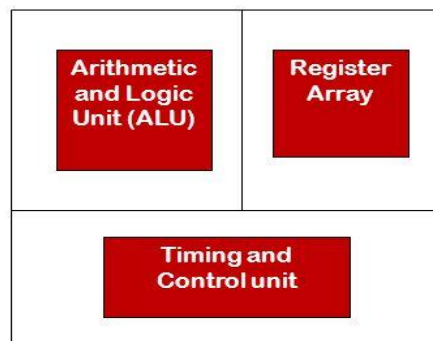 Arithmetic
and Logic
Unit (ALU)
Register
Array
Timing and
Control unit